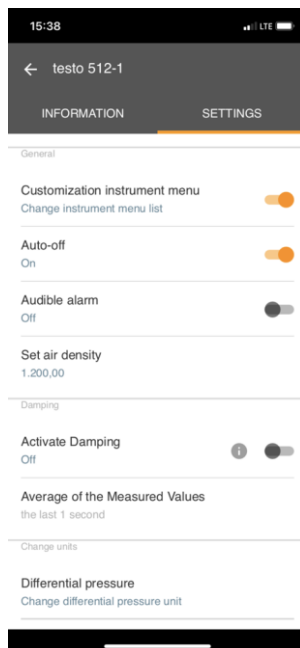 15:38
LTE
← testo 512-1
INFORMATION SETTINGS
General
Customization instrument menu
Change instrument menu list
Auto-off
On
Audible alarm
Off
Set air density
1.200,00
Damping
Activate Damping
Off
Average of the Measured Values
the last 1 second
Change units
Differential pressure
Change differential pressure unit